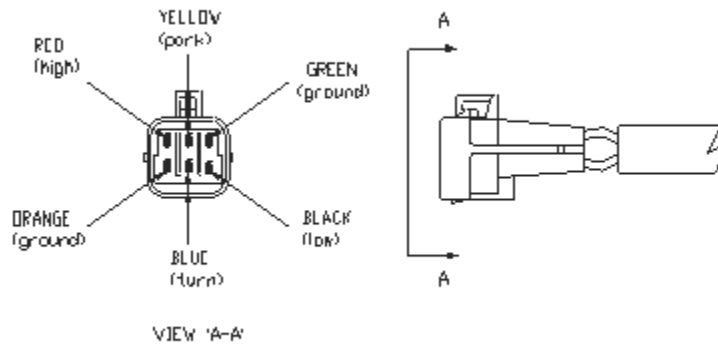 YELLOW
(park)
RED
(high)
GREEN
(ground)
ORANGE
(ground)
BLACK
(low)
BLUE
(turn)
VIEW 'A-A'
A
A